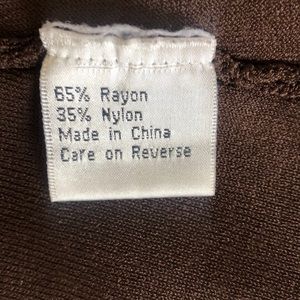 65% Rayon
35% Nylon
Made in China
Care on Reverse